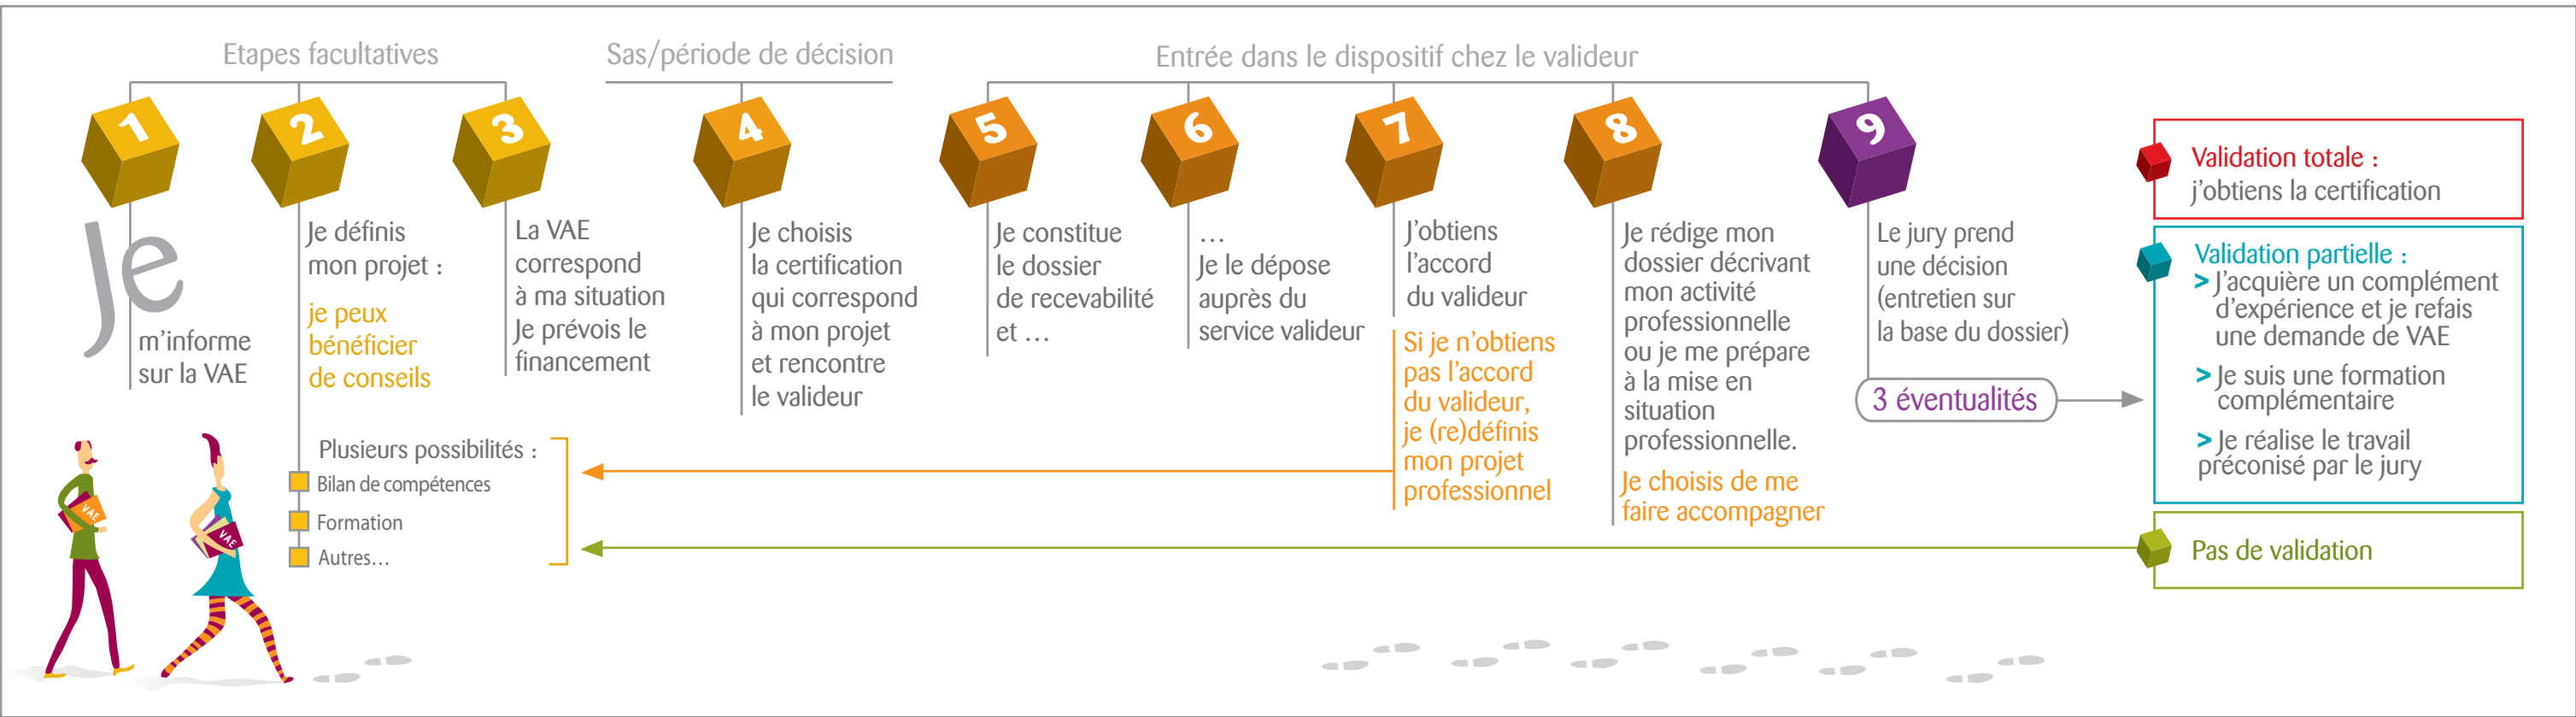 Etapes facultatives
Sas/période de décision
Entrée dans le dispositif chez le valideur
1
Je
m'informe
sur la VAE
2
Je définis
mon projet :
je peux
bénéficier
de conseils
Plusieurs possibilités :
Bilan de compétences
Formation
Autres...
3
La VAE
correspond
à ma situation
Je prévois le
financement
4
Je choisis
la certification
qui correspond
à mon projet
et rencontre
le valideur
5
Je constitue
le dossier
de recevabilité
et ...
6
...
Je le dépose
auprès du
service valideur
7
J'obtiens
l'accord
du valideur
Si je n'obtiens
pas l'accord
du valideur,
je (re)définis
mon projet
professionnel
8
Je rédige mon
dossier décrivant
mon activité
professionnelle
ou je me prépare
à la mise en
situation
professionnelle.
Je choisis de me
faire accompagner
9
Le jury prend
une décision
(entretien sur
la base du dossier)
3 éventualités
Validation totale :
j'obtiens la certification
Validation partielle :
> J'acquière un complément
d'expérience et je refais
une demande de VAE
> Je suis une formation
complémentaire
> Je réalise le travail
préconisé par le jury
Pas de validation
VAE
VAE